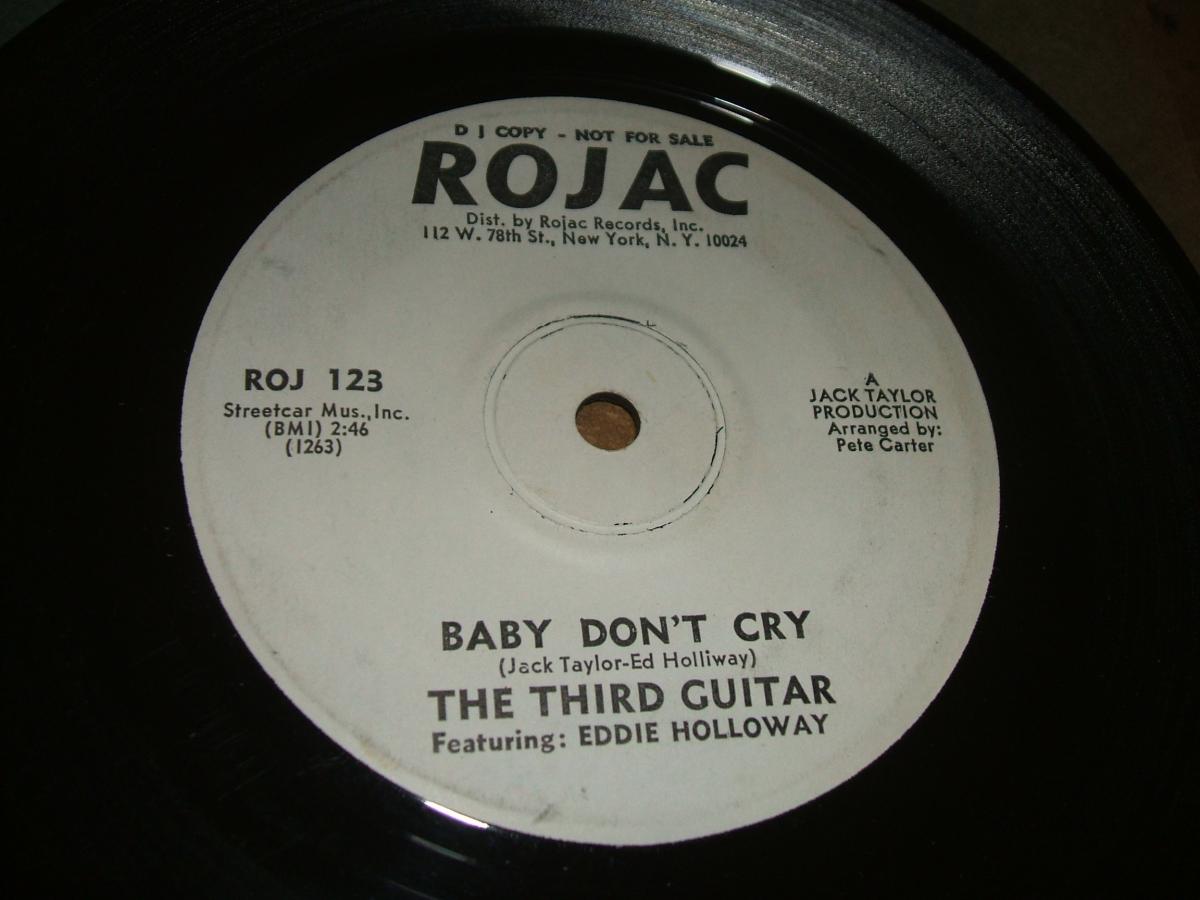 D J COPY - NOT FOR SALE
ROJAC
Dist. by Rojac Records, Inc.
112 W. 78th St., New York, N. Y. 10024
ROJ 123
Streetcar Mus.,Inc.
(BMI) 2:46
(1263)
A
JACK TAYLOR
PRODUCTION
Arranged by:
Pete Carter
BABY DON'T CRY
(Jack Taylor-Ed Holliway)
THE THIRD GUITAR
Featuring: EDDIE HOLLOWAY